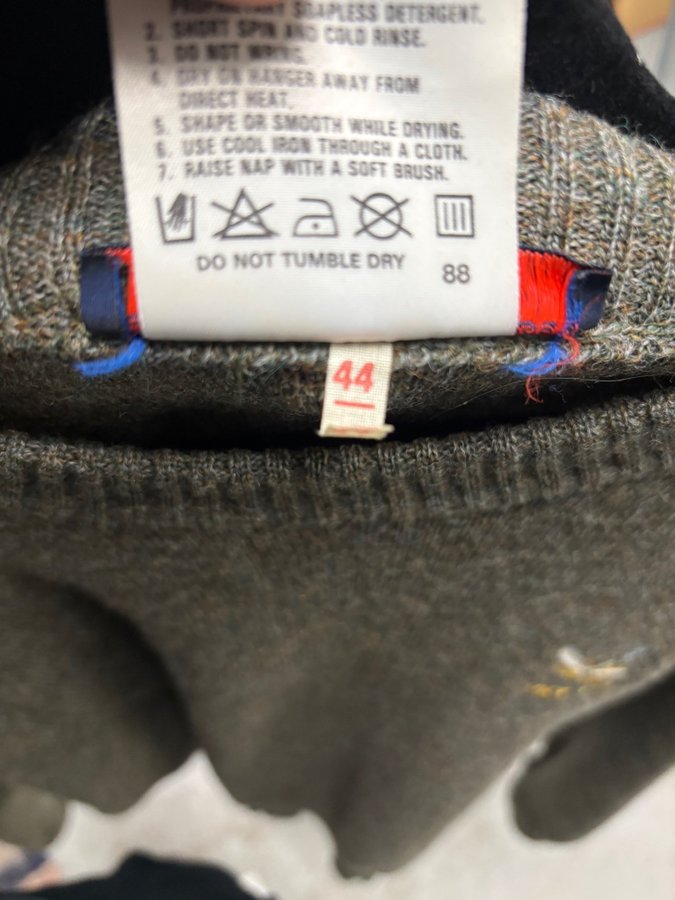 SOAPLESS DETERGENT.
2. SHORT SPIN AND COLD RINSE.
3. DO NOT WRING.
4. DRY ON HANGER AWAY FROM
DIRECT HEAT.
5. SHAPE OR SMOOTH WHILE DRYING.
6. USE COOL IRON THROUGH A CLOTH.
7. RAISE NAP WITH A SOFT BRUSH.
DO NOT TUMBLE DRY
88
44